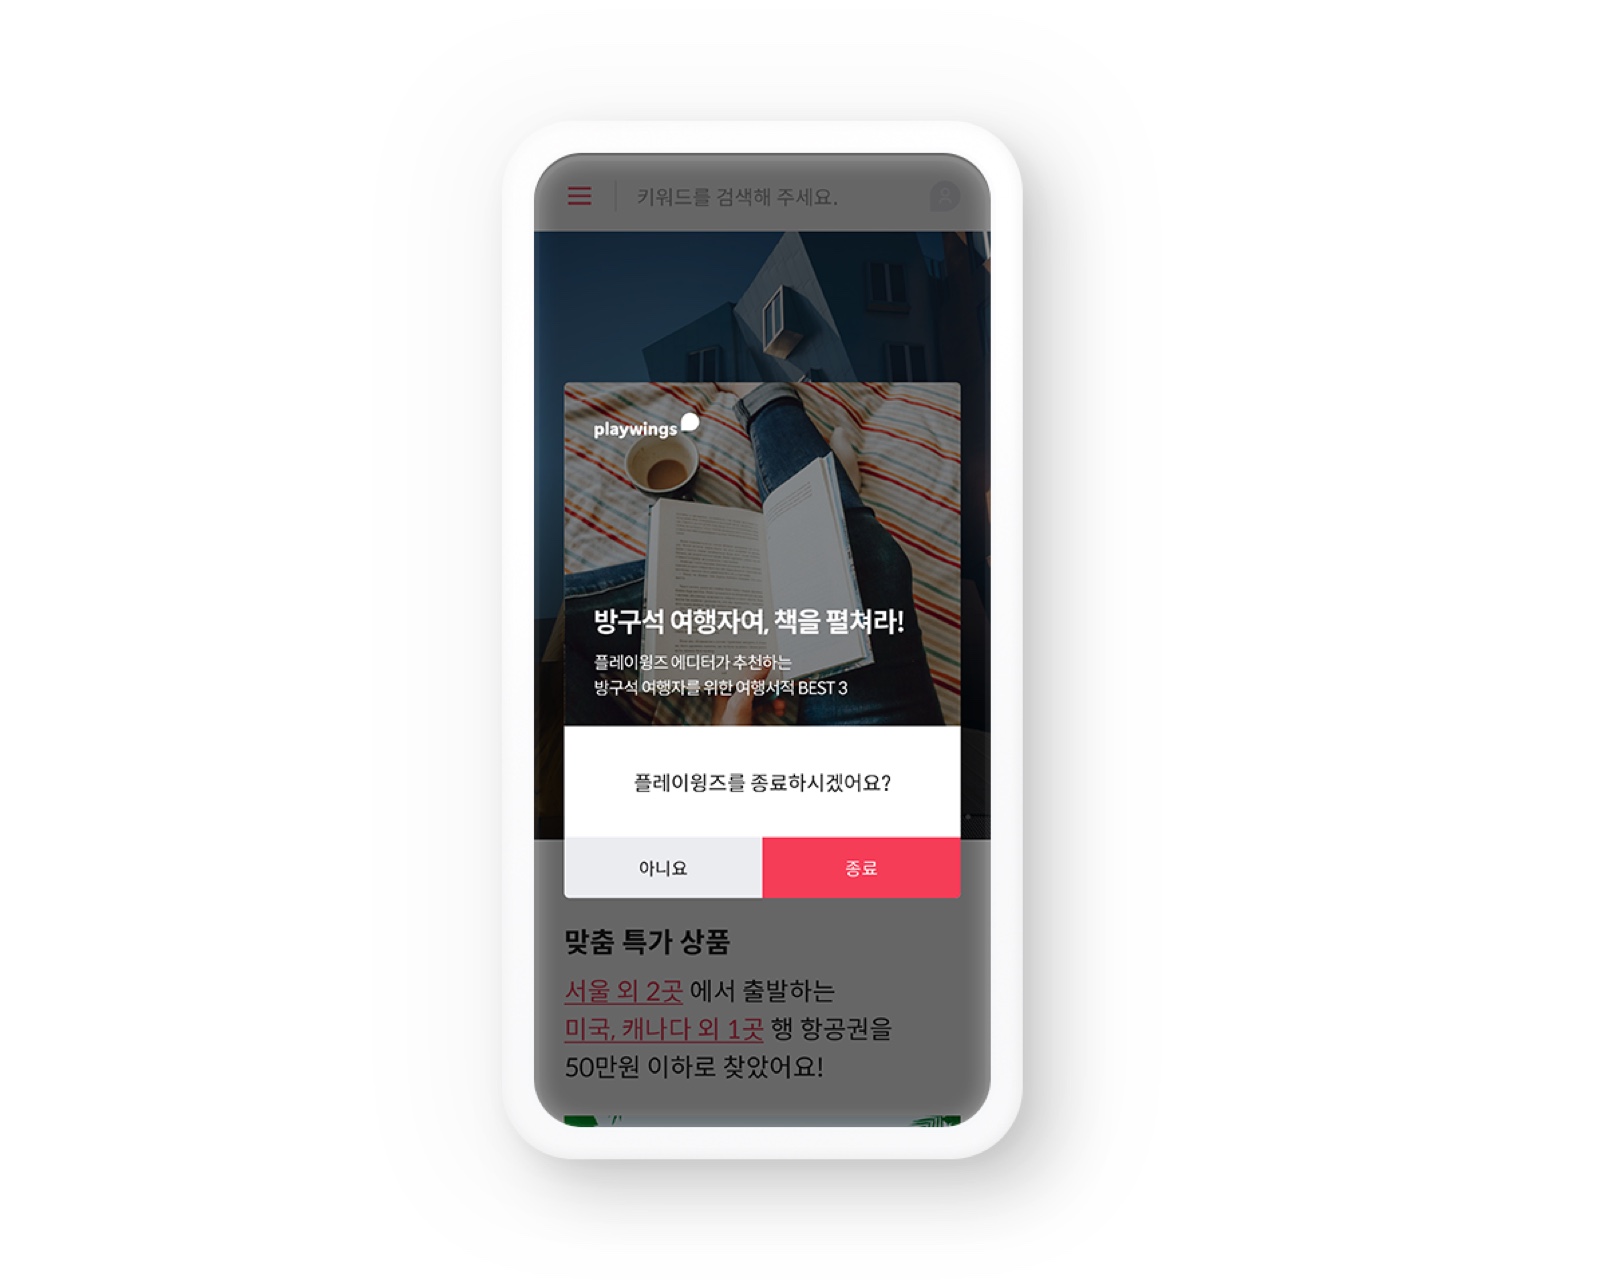 키워드를 검색해 주세요.
playwings
방구석 여행자여, 책을 펼쳐라!
플레이윙즈 에디터가 추천하는
방구석 여행자를 위한 여행서적 BEST 3
플레이윙즈를 종료하시겠어요?
아니요
종료
맞춤 특가 상품
서울 외 2곳 에서 출발하는
미국, 캐나다 외 1곳 행 항공권을
50만원 이하로 찾았어요!